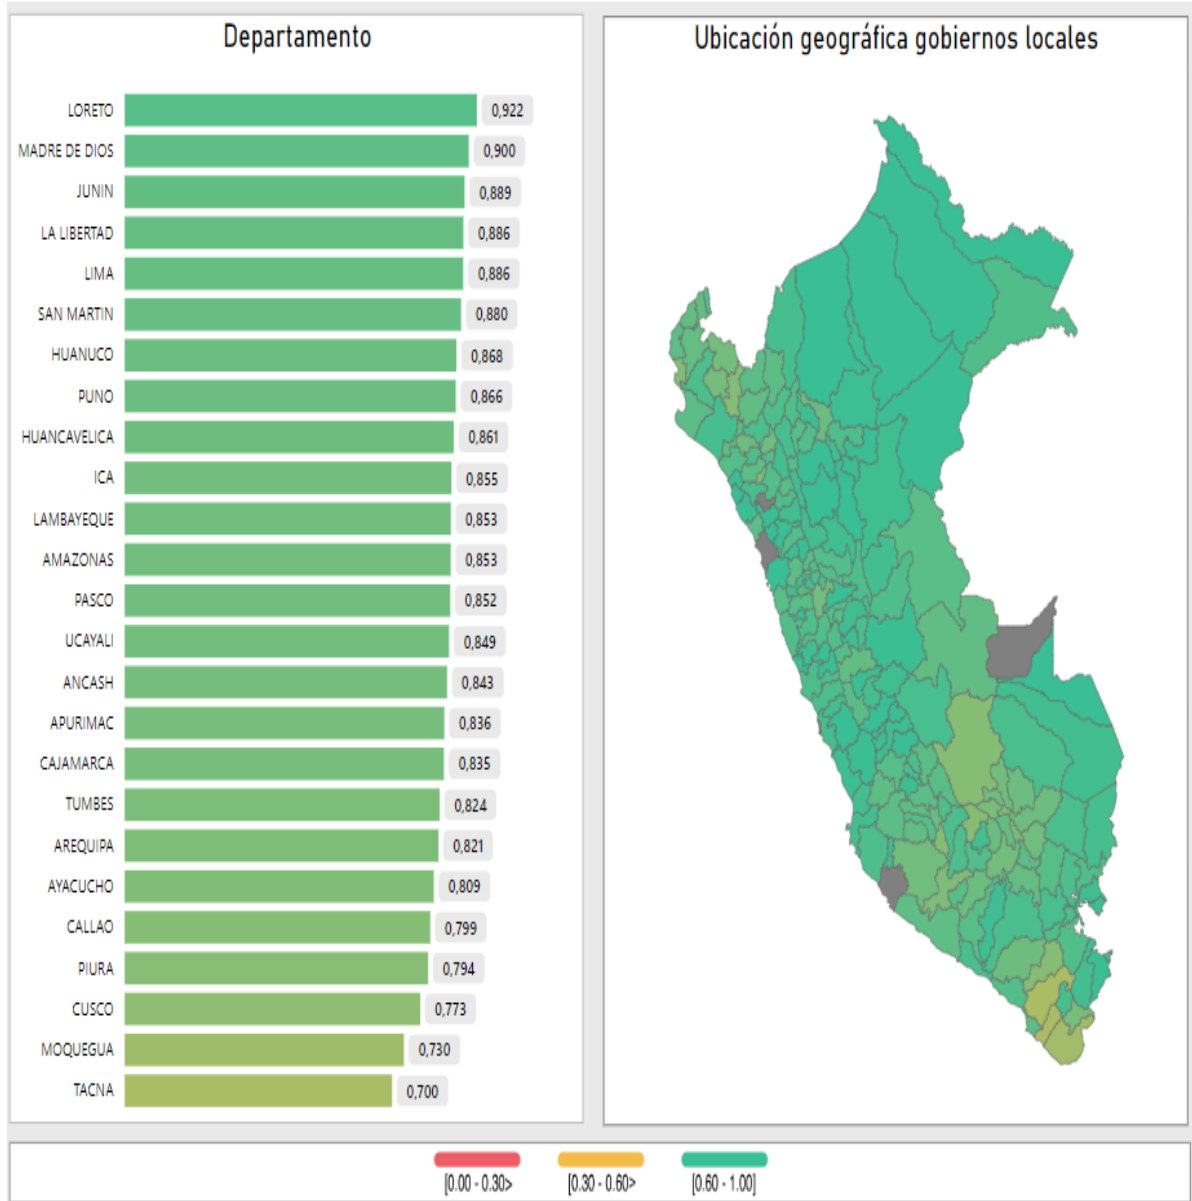 Departamento
LORETO 0,922
MADRE DE DIOS 0,900
JUNIN 0,889
LA LIBERTAD 0,886
LIMA 0,886
SAN MARTIN 0,880
HUANUCO 0,868
PUNO 0,866
HUANCAVELICA 0,861
ICA 0,855
LAMBAYEQUE 0,853
AMAZONAS 0,853
PASCO 0,852
UCAYALI 0,849
ANCASH 0,843
APURIMAC 0,836
CAJAMARCA 0,835
TUMBES 0,824
AREQUIPA 0,821
AYACUCHO 0,809
CALLAO 0,799
PIURA 0,794
CUSCO 0,773
MOQUEGUA 0,730
TACNA 0,700
Ubicación geográfica gobiernos locales
[0.00 - 0.30> [0.30 - 0.60> [0.60 - 1.00]